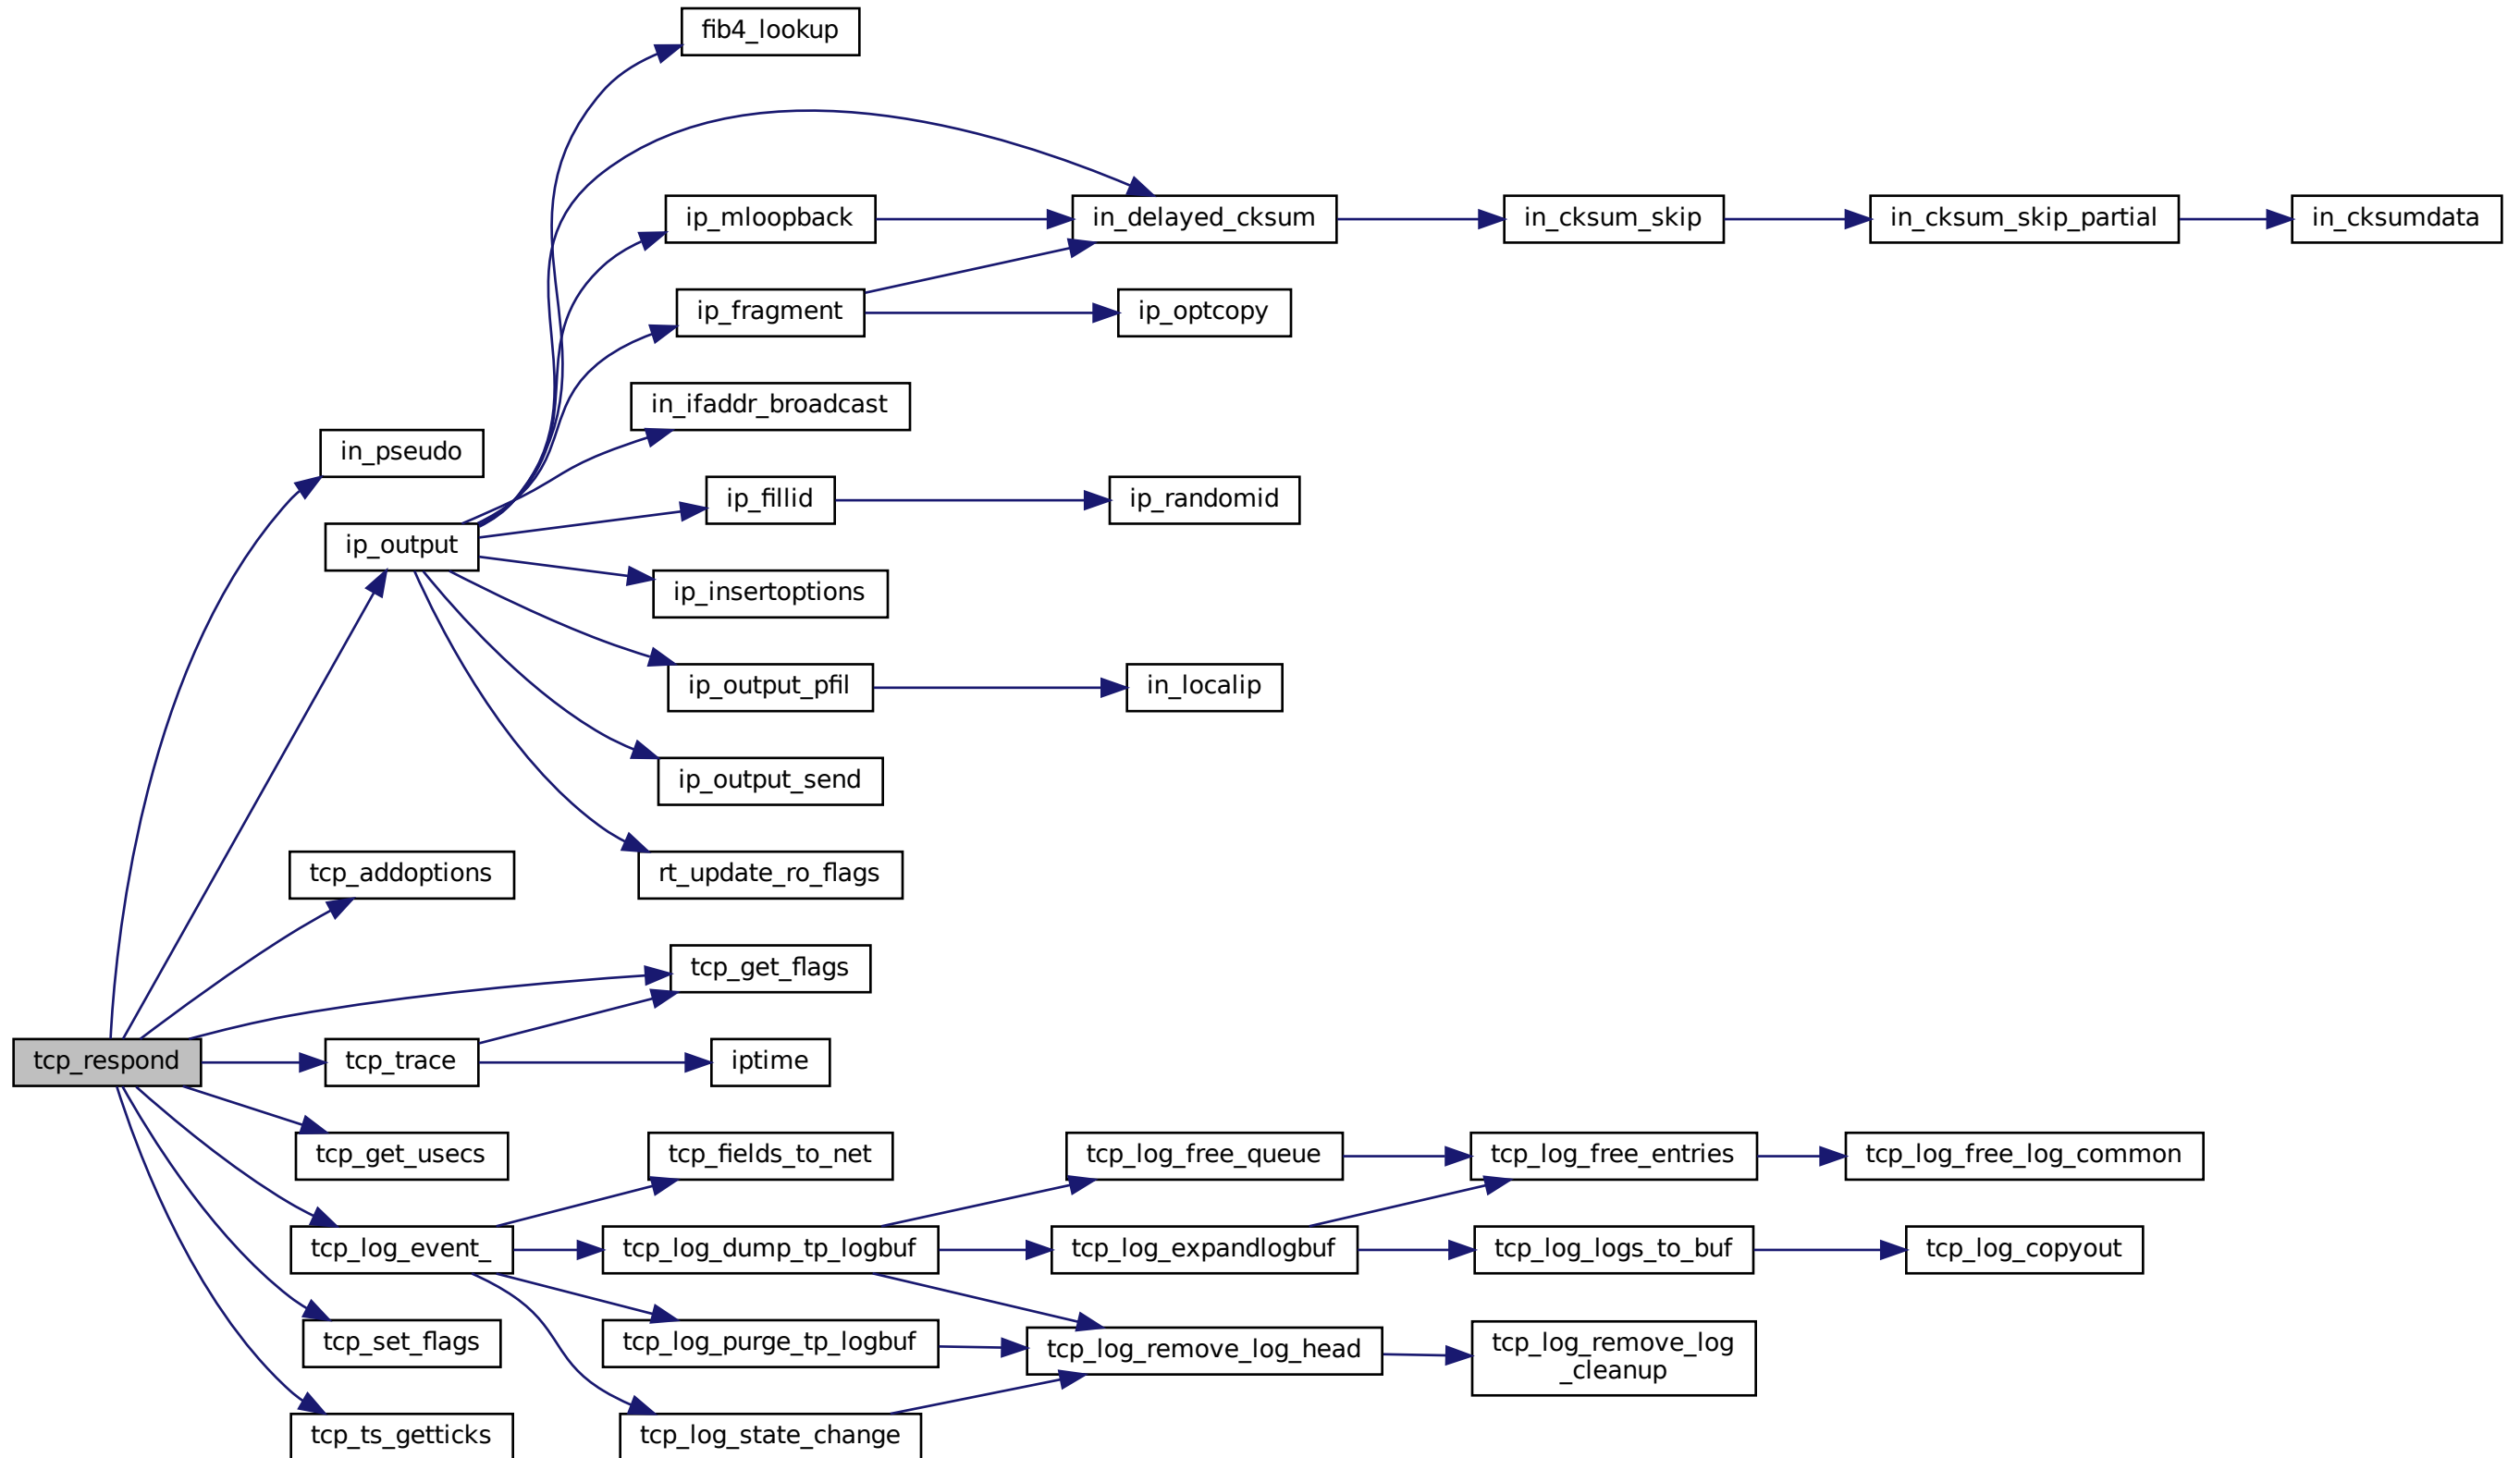 fib4_lookup
ip_mloopback
in_delayed_cksum
in_cksum_skip
in_cksum_skip_partial
in_cksumdata
ip_fragment
ip_optcopy
in_ifaddr_broadcast
in_pseudo
ip_fillid
ip_randomid
ip_output
ip_insertoptions
ip_output_pfil
in_localip
ip_output_send
tcp_addoptions
rt_update_ro_flags
tcp_get_flags
tcp_respond
tcp_trace
iptime
tcp_get_usecs
tcp_fields_to_net
tcp_log_free_queue
tcp_log_free_entries
tcp_log_free_log_common
tcp_log_event_
tcp_log_dump_tp_logbuf
tcp_log_expandlogbuf
tcp_log_logs_to_buf
tcp_log_copyout
tcp_set_flags
tcp_log_purge_tp_logbuf
tcp_log_remove_log_head
tcp_log_remove_log
_cleanup
tcp_ts_getticks
tcp_log_state_change